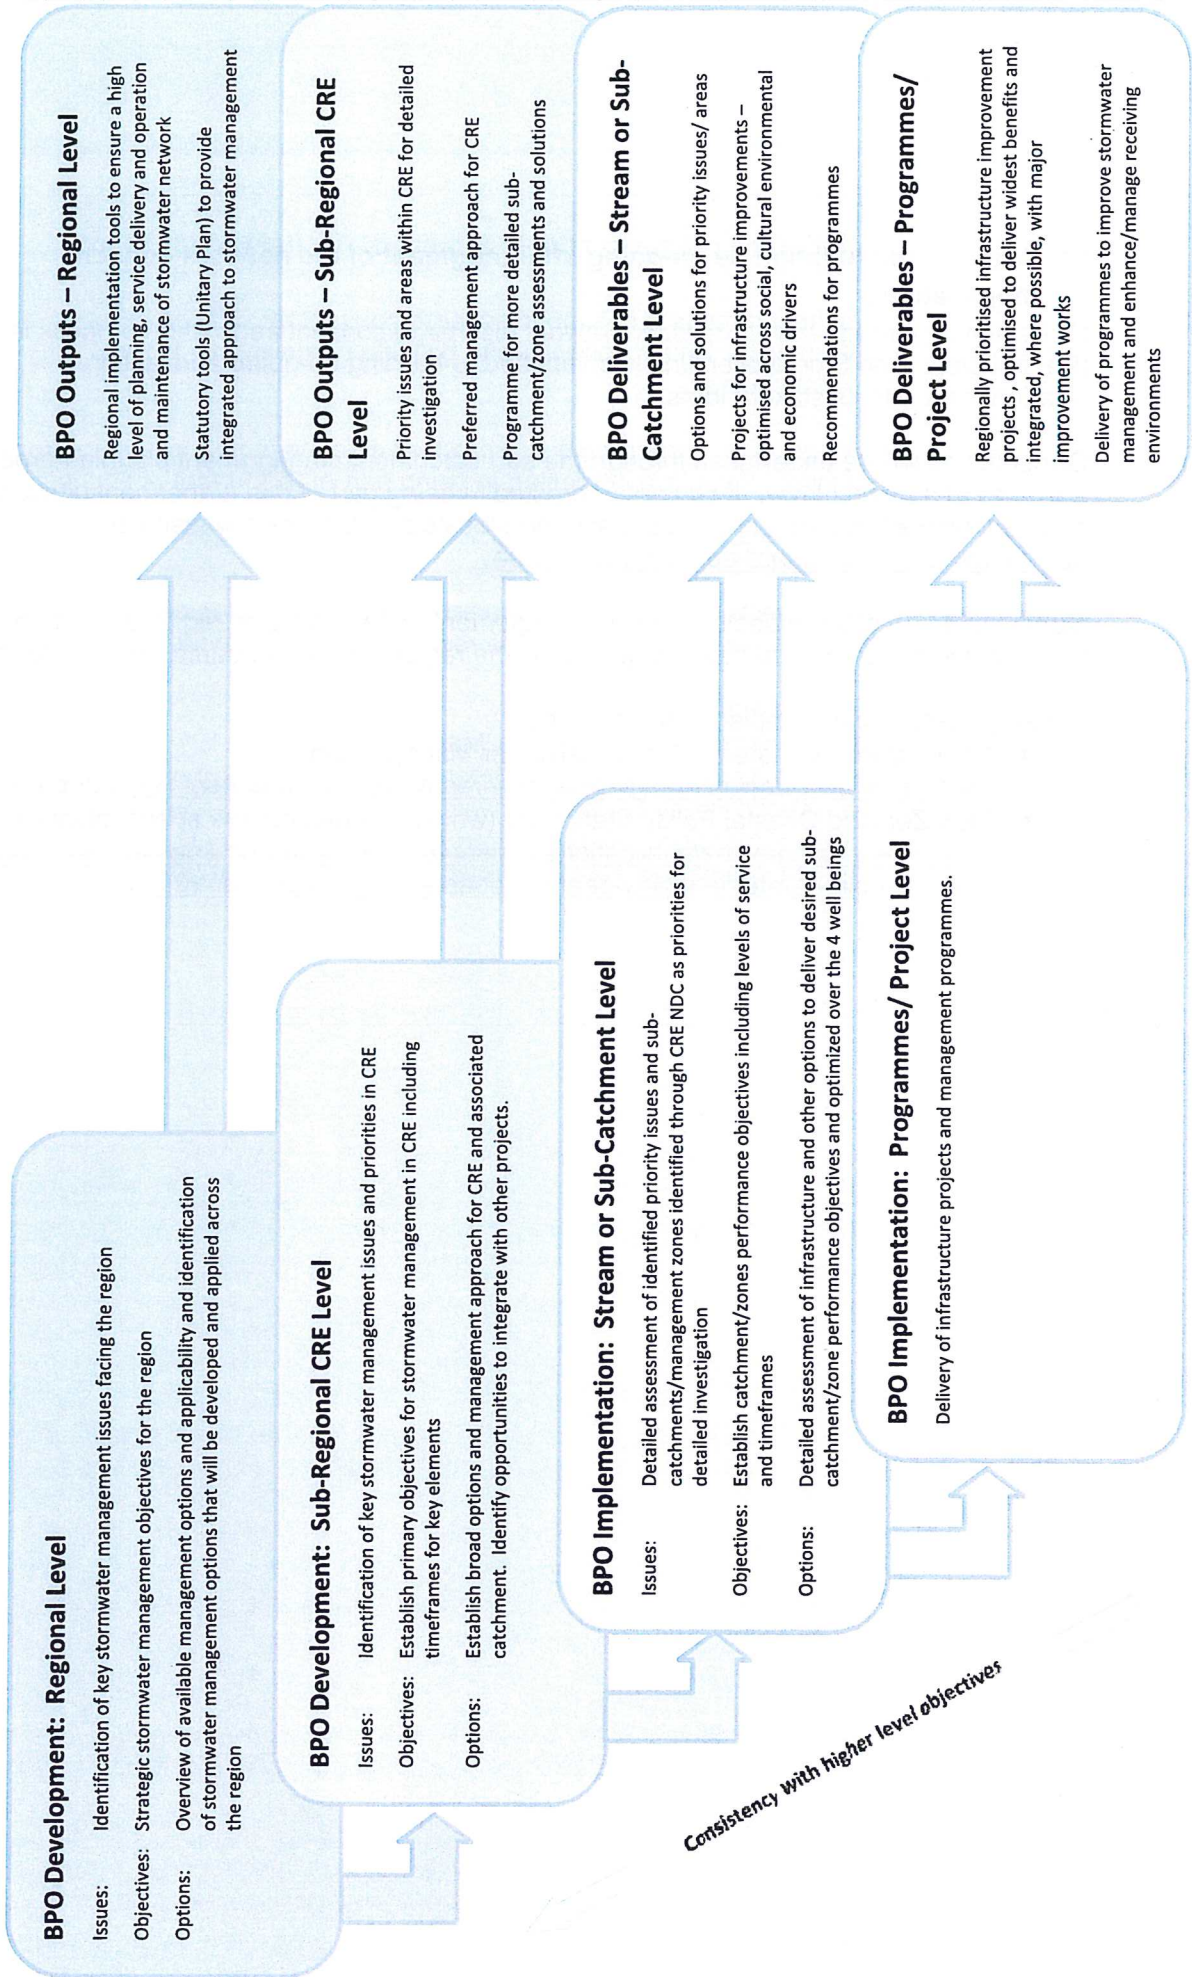 BPO Development:  Regional Level
Issues: Identification of key stormwater management issues facing the region
Objectives: Strategic stormwater management objectives for the region
Options: Overview of available management options and applicability and identification
of stormwater management options that will be developed and applied across
the region
BPO Outputs – Regional Level
Regional implementation tools to ensure a high
level of planning, service delivery and operation
and maintenance of stormwater network
Statutory tools (Unitary Plan) to provide
integrated approach to stormwater management
BPO Development:  Sub-Regional CRE Level
Issues: Identification of key stormwater management issues and priorities in CRE
Objectives: Establish primary objectives for stormwater management in CRE including
timeframes for key elements
Options: Establish broad options and management approach for CRE and associated
catchment.  Identify opportunities to integrate with other projects.
BPO Outputs – Sub-Regional CRE
Level
Priority issues and areas within CRE for detailed
investigation
Preferred management approach for CRE
Programme for more detailed sub-
catchment/zone assessments and solutions
BPO Implementation:  Stream or Sub-Catchment Level
Issues: Detailed assessment of identified priority issues and sub-
catchments/management zones identified through CRE NDC as priorities for
detailed investigation
Objectives: Establish catchment/zones performance objectives including levels of service
and timeframes
Options: Detailed assessment of infrastructure and other options to deliver desired sub-
catchment/zone performance objectives and optimized over the 4 well beings
BPO Deliverables – Stream or Sub-
Catchment Level
Options and solutions for priority issues/ areas
Projects for infrastructure improvements –
optimised across social, cultural environmental
and economic drivers
Recommendations for programmes
BPO Implementation:  Programmes/ Project Level
Delivery of infrastructure projects and management programmes.
BPO Deliverables – Programmes/
Project Level
Regionally prioritised infrastructure improvement
projects , optimised to deliver widest benefits and
integrated, where possible, with major
improvement works
Delivery of programmes to improve stormwater
management and enhance/manage receiving
environments
Consistency with higher level objectives